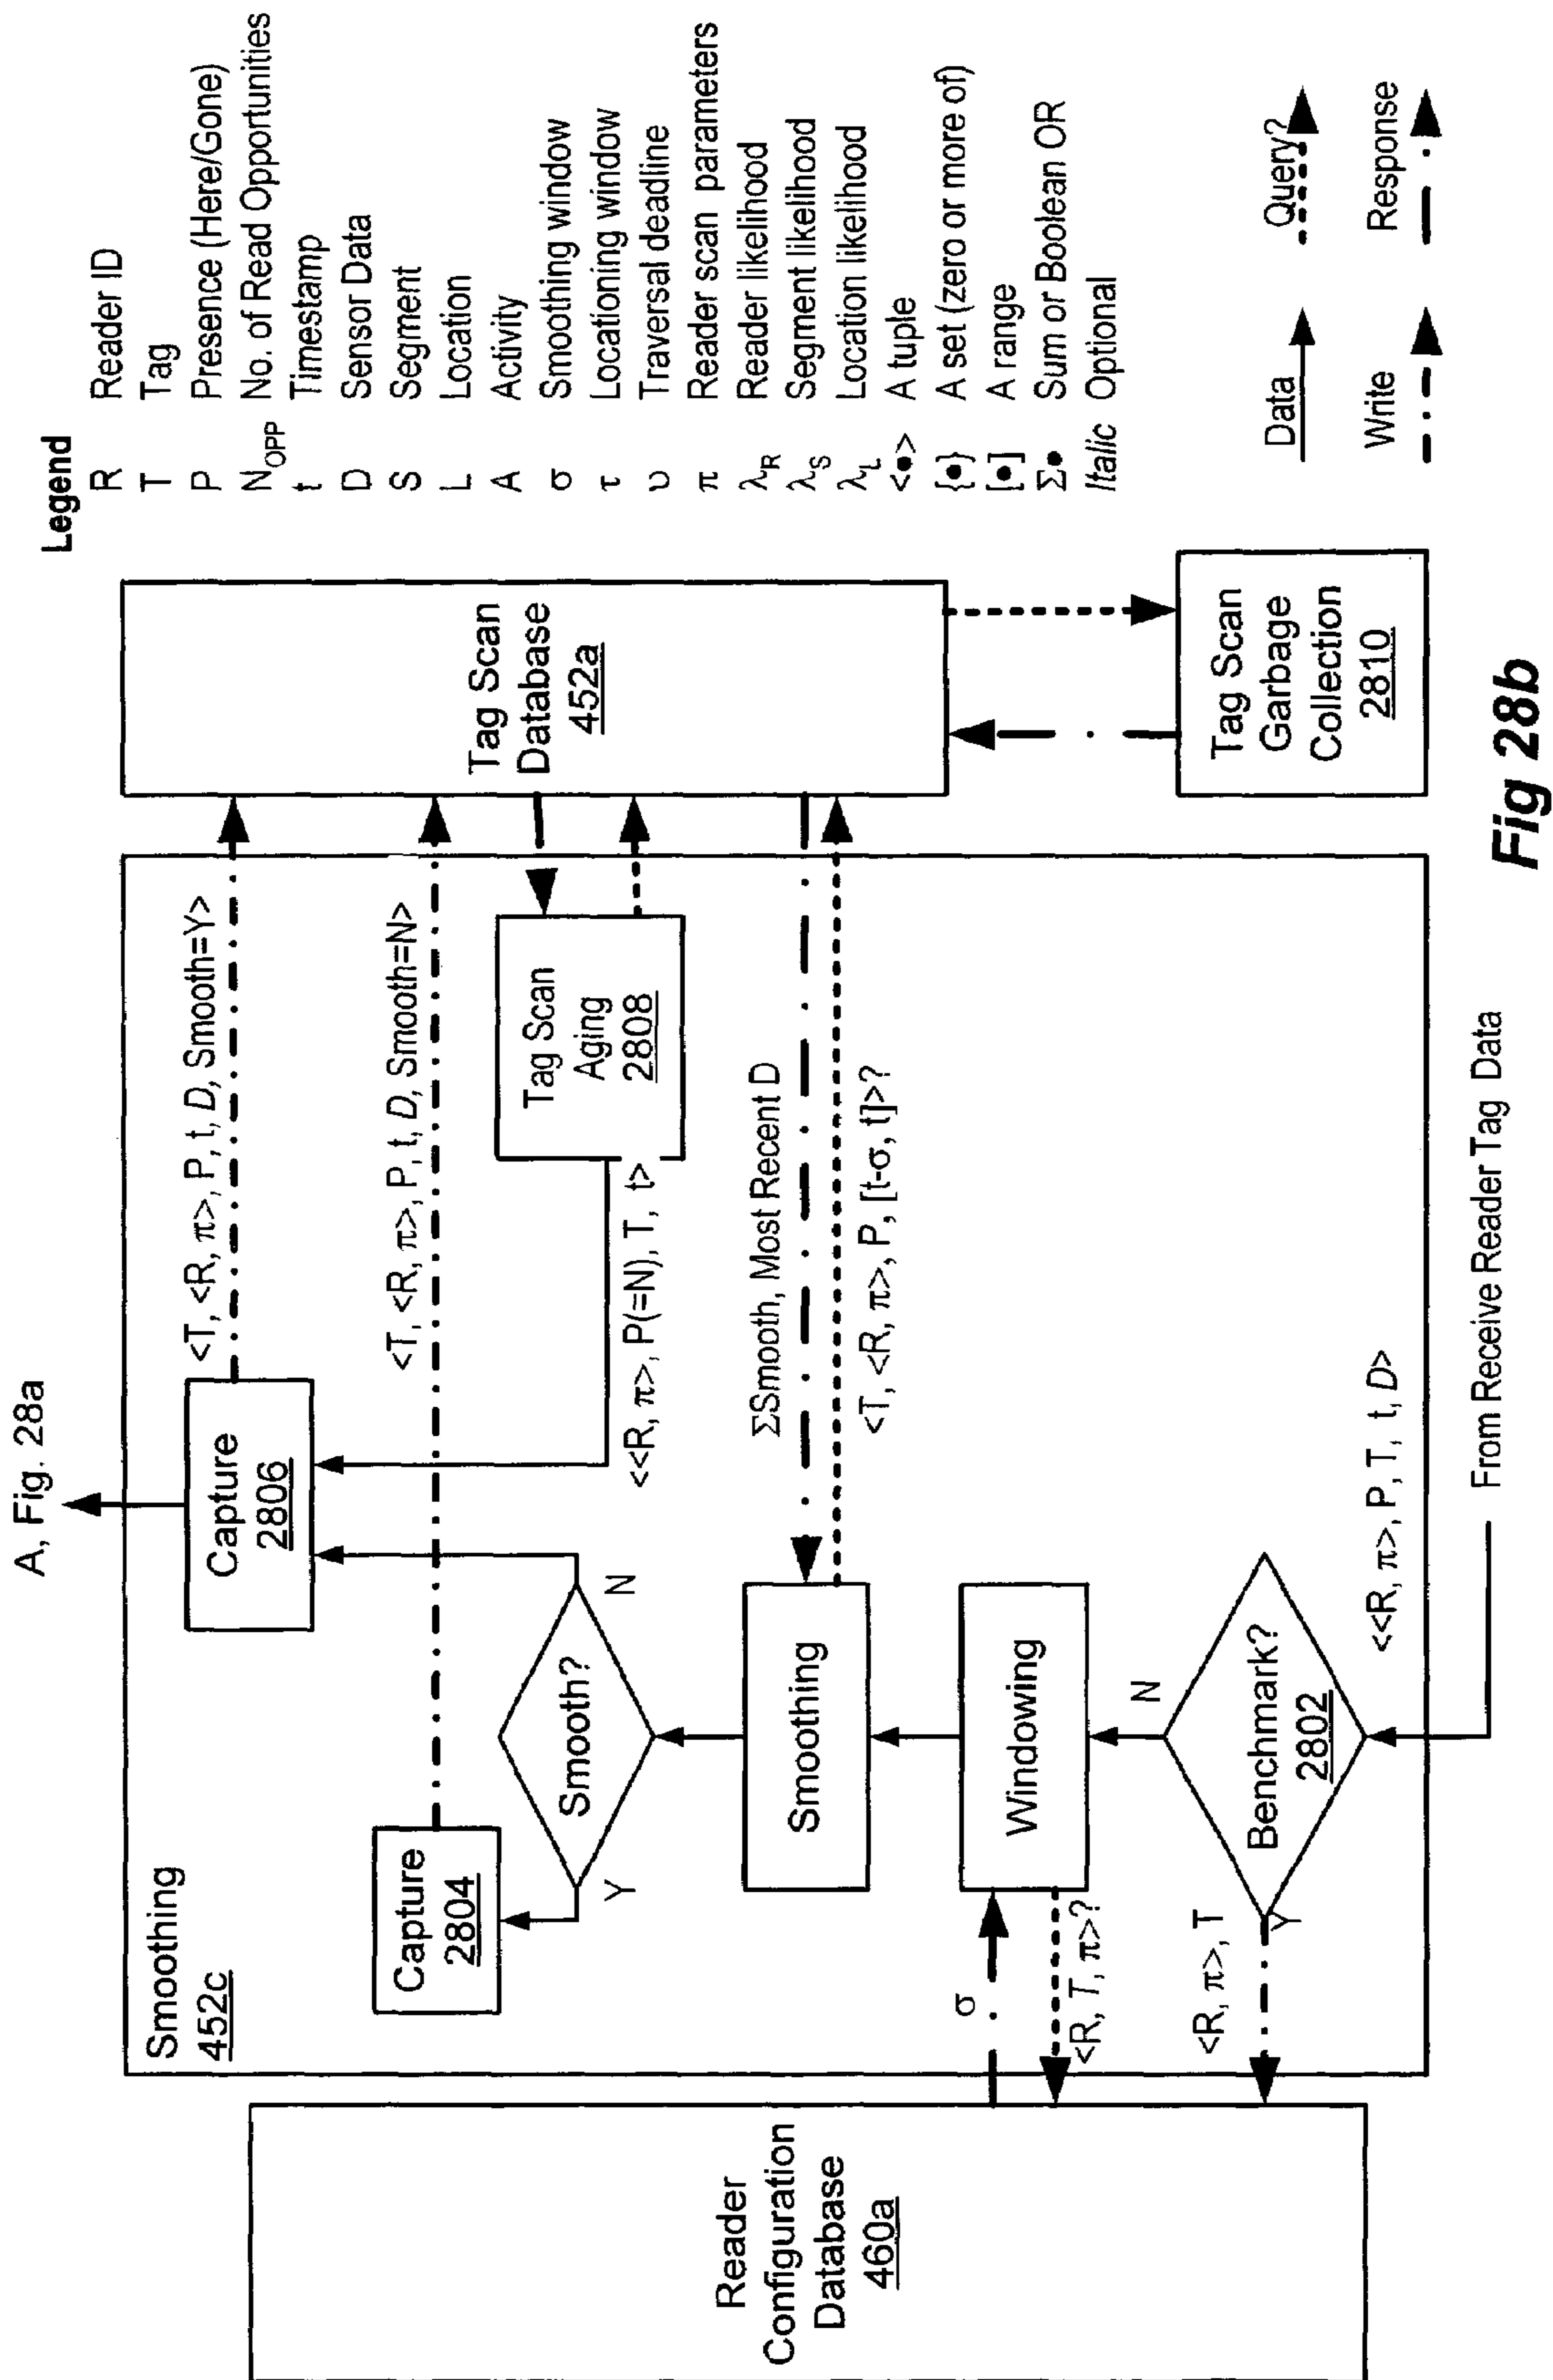 A, Fig. 28a
Smoothing
452c
Reader
Configuration
Database
460a
Capture
2804
Capture
2806
<T, <R, π>, P, t, D, Smooth=Y>
<T, <R, π>, P, t, D, Smooth=N>
Smooth?
Y
N
Tag Scan
Aging
2808
<<R, π>, P(=N), T, t>
Smoothing
ΣSmooth, Most Recent D
<T, <R, π>, P, [t-σ, t]>?
Windowing
σ
<R, T, π>?
Benchmark?
2802
N
Y
<R, π>, T
<<R, π>, P, T, t, D>
From Receive Reader Tag Data
Tag Scan
Database
452a
Tag Scan
Garbage
Collection
2810
Legend
R Reader ID
T Tag
P Presence (Here/Gone)
NOPP No. of Read Opportunities
t Timestamp
D Sensor Data
S Segment
L Location
A Activity
σ Smoothing window
τ Locationing window
υ Traversal deadline
π Reader scan parameters
λR Reader likelihood
λS Segment likelihood
λL Location likelihood
<●> A tuple
{●} A set (zero or more of)
[●] A range
Σ● Sum or Boolean OR
Italic Optional
Data
Query?
Write
Response
Fig 28b